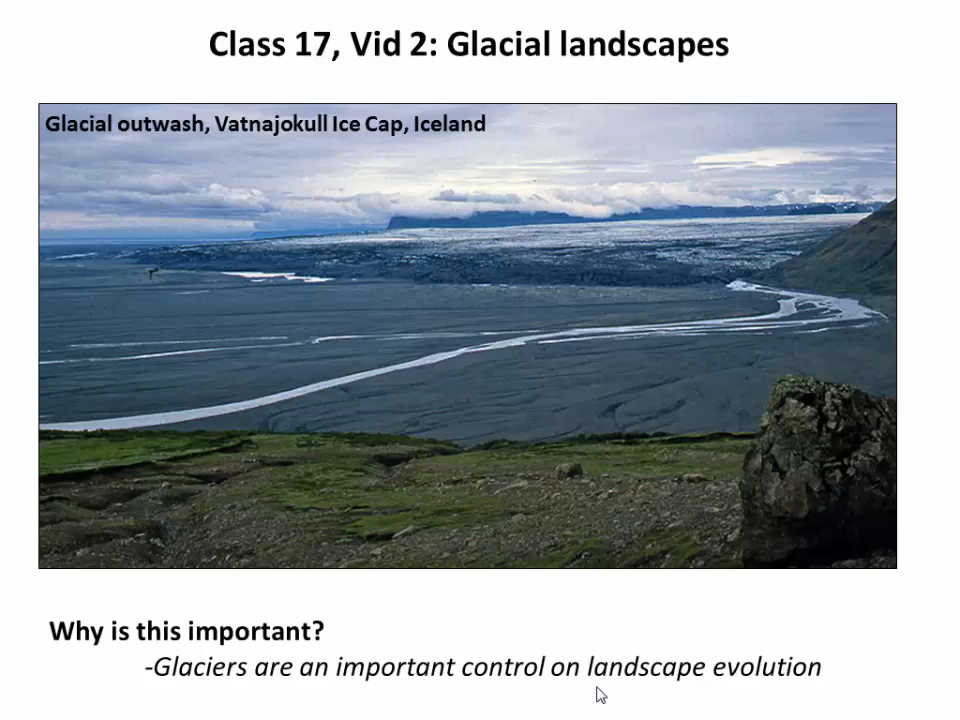 Class 17, Vid 2: Glacial landscapes
Glacial outwash, Vatnajokull Ice Cap, Iceland
Why is this important?
-Glaciers are an important control on landscape evolution